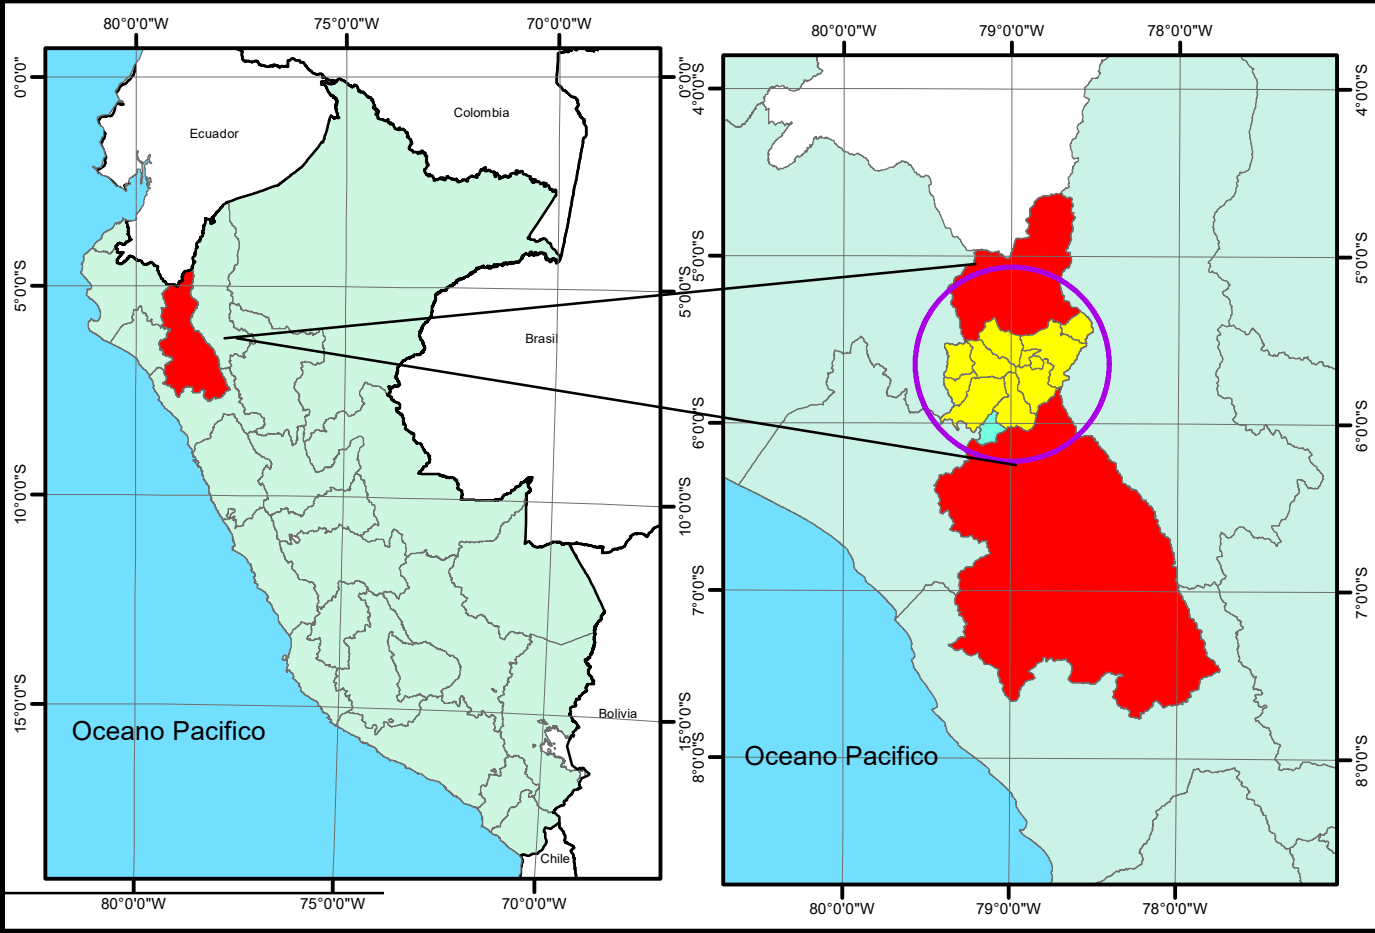 80°0'0"W 75°0'0"W 70°0'0"W
80°0'0"W 79°0'0"W 78°0'0"W
0°0'0" 0°0'0"
4°0'0"S 4°0'0"S
Colombia
Ecuador
5°0'0"S 5°0'0"S
5°0'0"S 5°0'0"S
Brasil
6°0'0"S 6°0'0"S
10°0'0"S 10°0'0"S
7°0'0"S 7°0'0"S
Bolivia
15°0'0"S 15°0'0"S
Oceano Pacifico
Oceano Pacifico
8°0'0"S 8°0'0"S
Chile
80°0'0"W 75°0'0"W 70°0'0"W
80°0'0"W 79°0'0"W 78°0'0"W